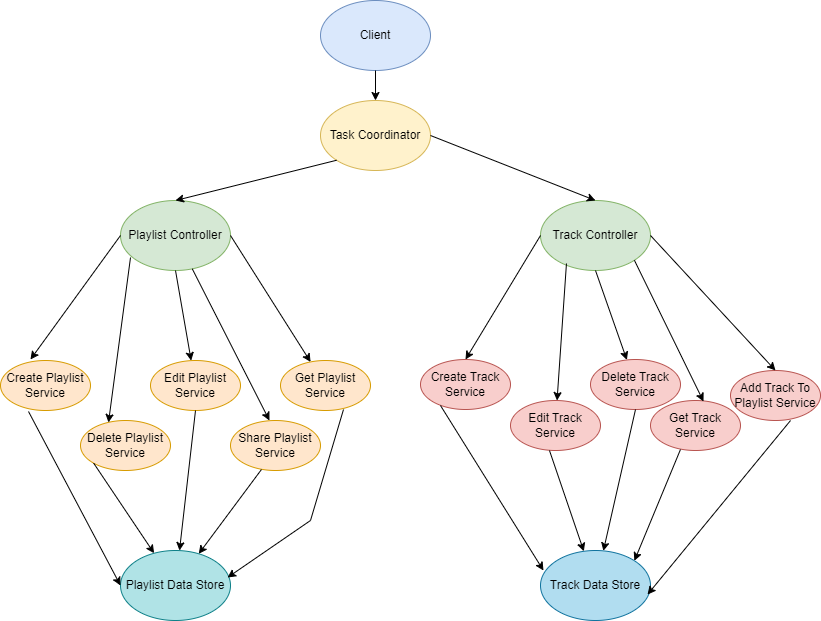 Client
Task Coordinator
Playlist Controller
Track Controller
Create Playlist
Service
Edit Playlist
Service
Get Playlist
Service
Delete Playlist
Service
Share Playlist
Service
Create Track
Service
Delete Track
Service
Add Track To
Playlist Service
Edit Track
Service
Get Track
Service
Playlist Data Store
Track Data Store